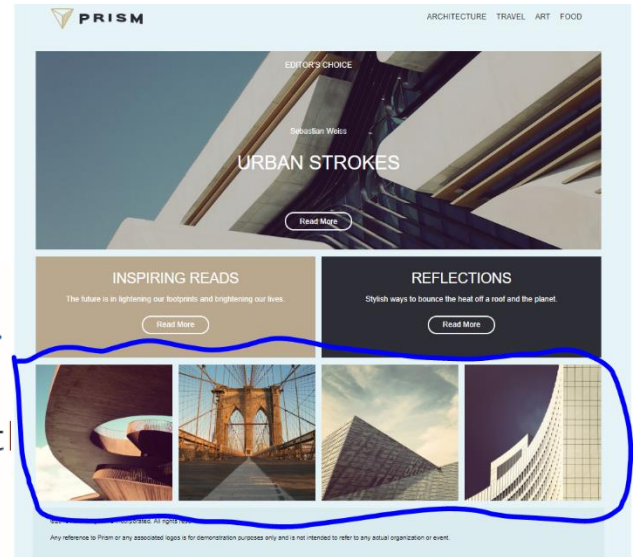 PRISM
ARCHITECTURE TRAVEL ART FOOD
EDITOR'S CHOICE
Sebastian Weiss
URBAN STROKES
Read More
INSPIRING READS
The future is in lightening our footprints and brightening our lives.
Read More
REFLECTIONS
Stylish ways to bounce the heat off a roof and the planet.
Read More
All rights
Any reference to Prism or any associated logos is for demonstration purposes only and is not intended to refer to any actual organization or event.